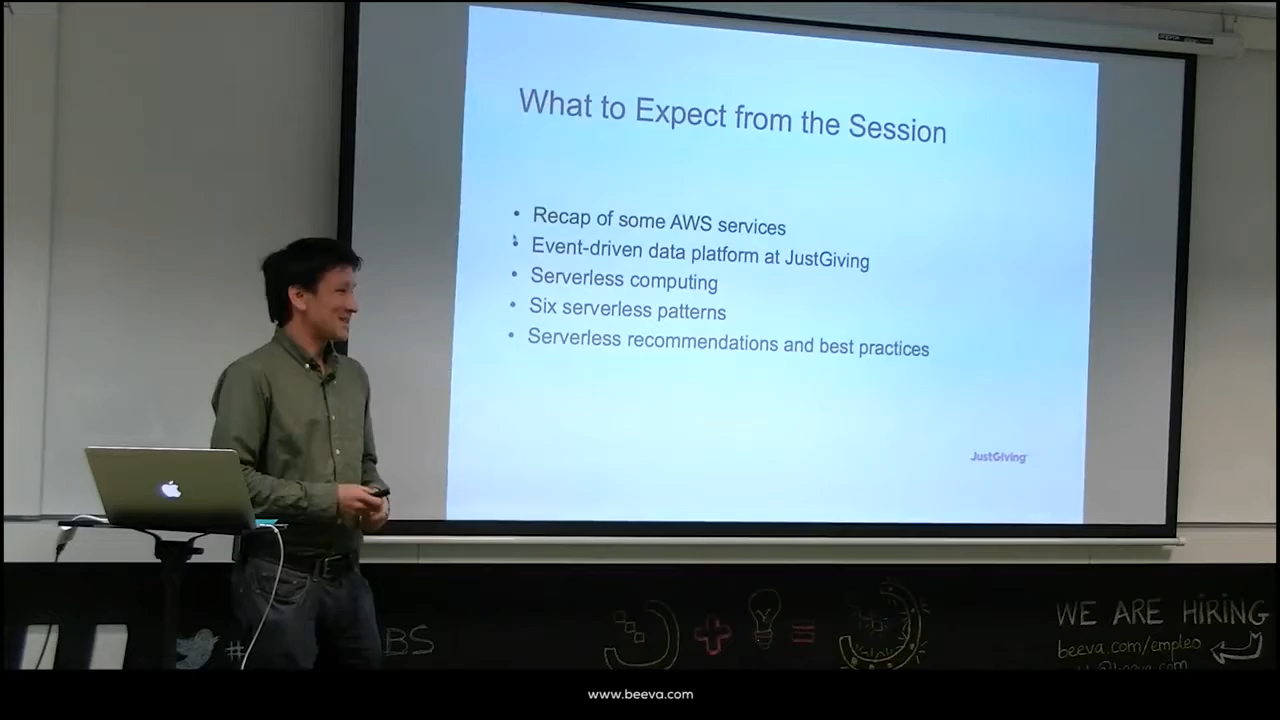 What to Expect from the Session
• Recap of some AWS services
• Event-driven data platform at JustGiving
• Serverless computing
• Six serverless patterns
• Serverless recommendations and best practices
JustGiving
#
BS
+
=
WE ARE HIRING
beeva.com/empleo
www.beeva.com